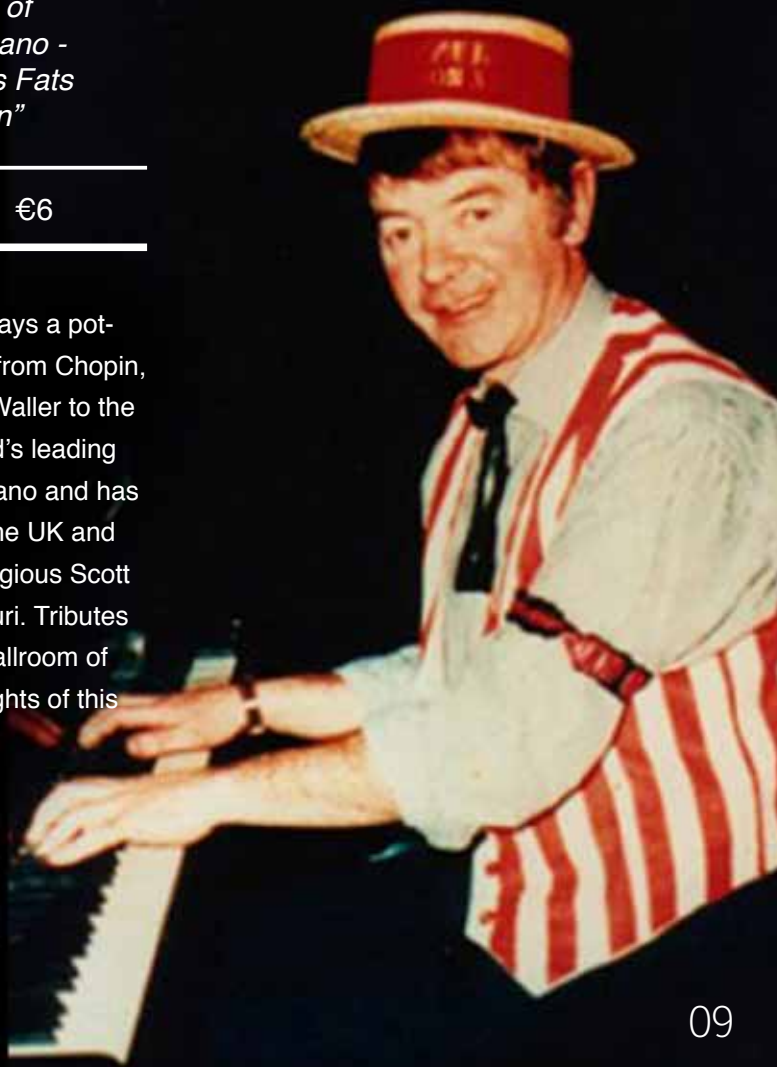 of
ano -
s Fats
n”
€6
ays a pot-
from Chopin,
Waller to the
d’s leading
ano and has
he UK and
gious Scott
uri. Tributes
allroom of
ghts of this
09